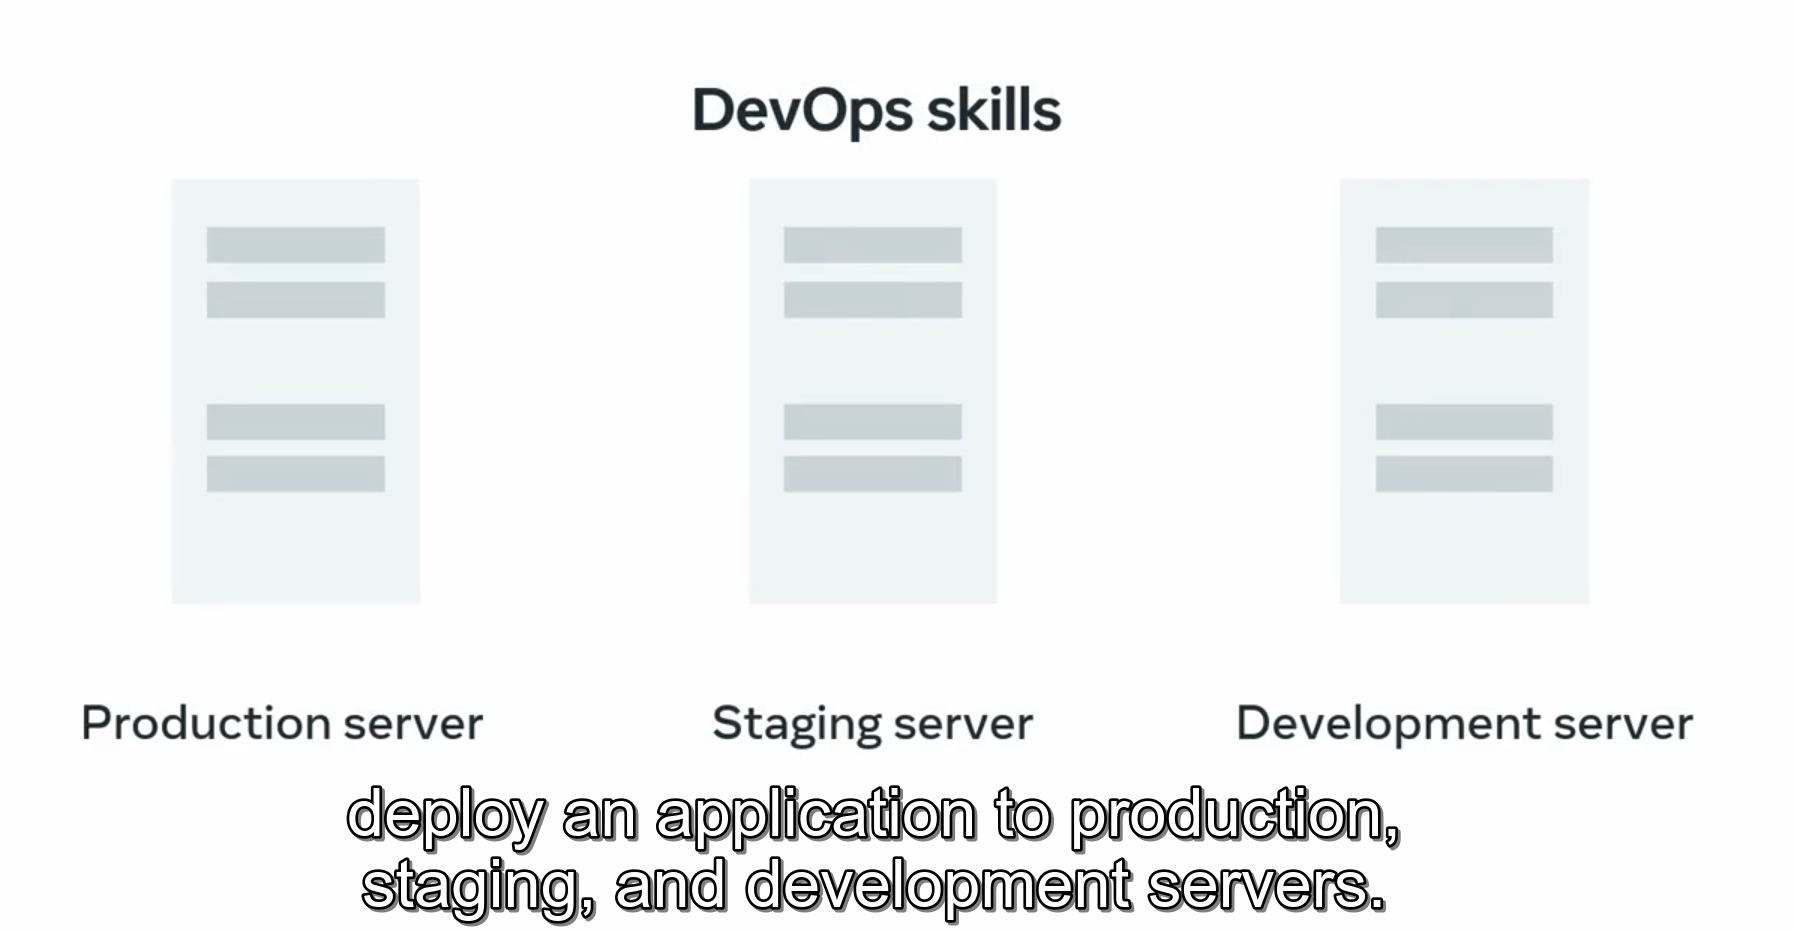 DevOps skills
Production server
Staging server
Development server
deploy an application to production,
staging, and development servers.